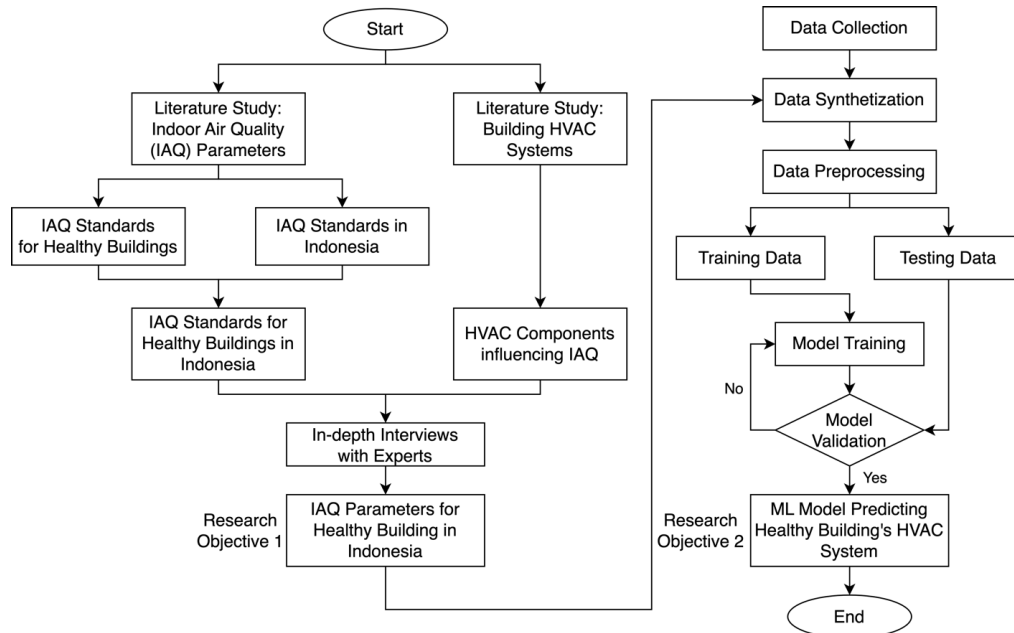 Start
Literature Study:
Indoor Air Quality
(IAQ) Parameters
Literature Study:
Building HVAC
Systems
IAQ Standards
for Healthy Buildings
IAQ Standards in
Indonesia
IAQ Standards for
Healthy Buildings in
Indonesia
HVAC Components
influencing IAQ
In-depth Interviews
with Experts
Research
Objective 1
IAQ Parameters for
Healthy Building in
Indonesia
Data Collection
Data Synthetization
Data Preprocessing
Training Data
Testing Data
Model Training
No
Model
Validation
Yes
Research
Objective 2
ML Model Predicting
Healthy Building's HVAC
System
End